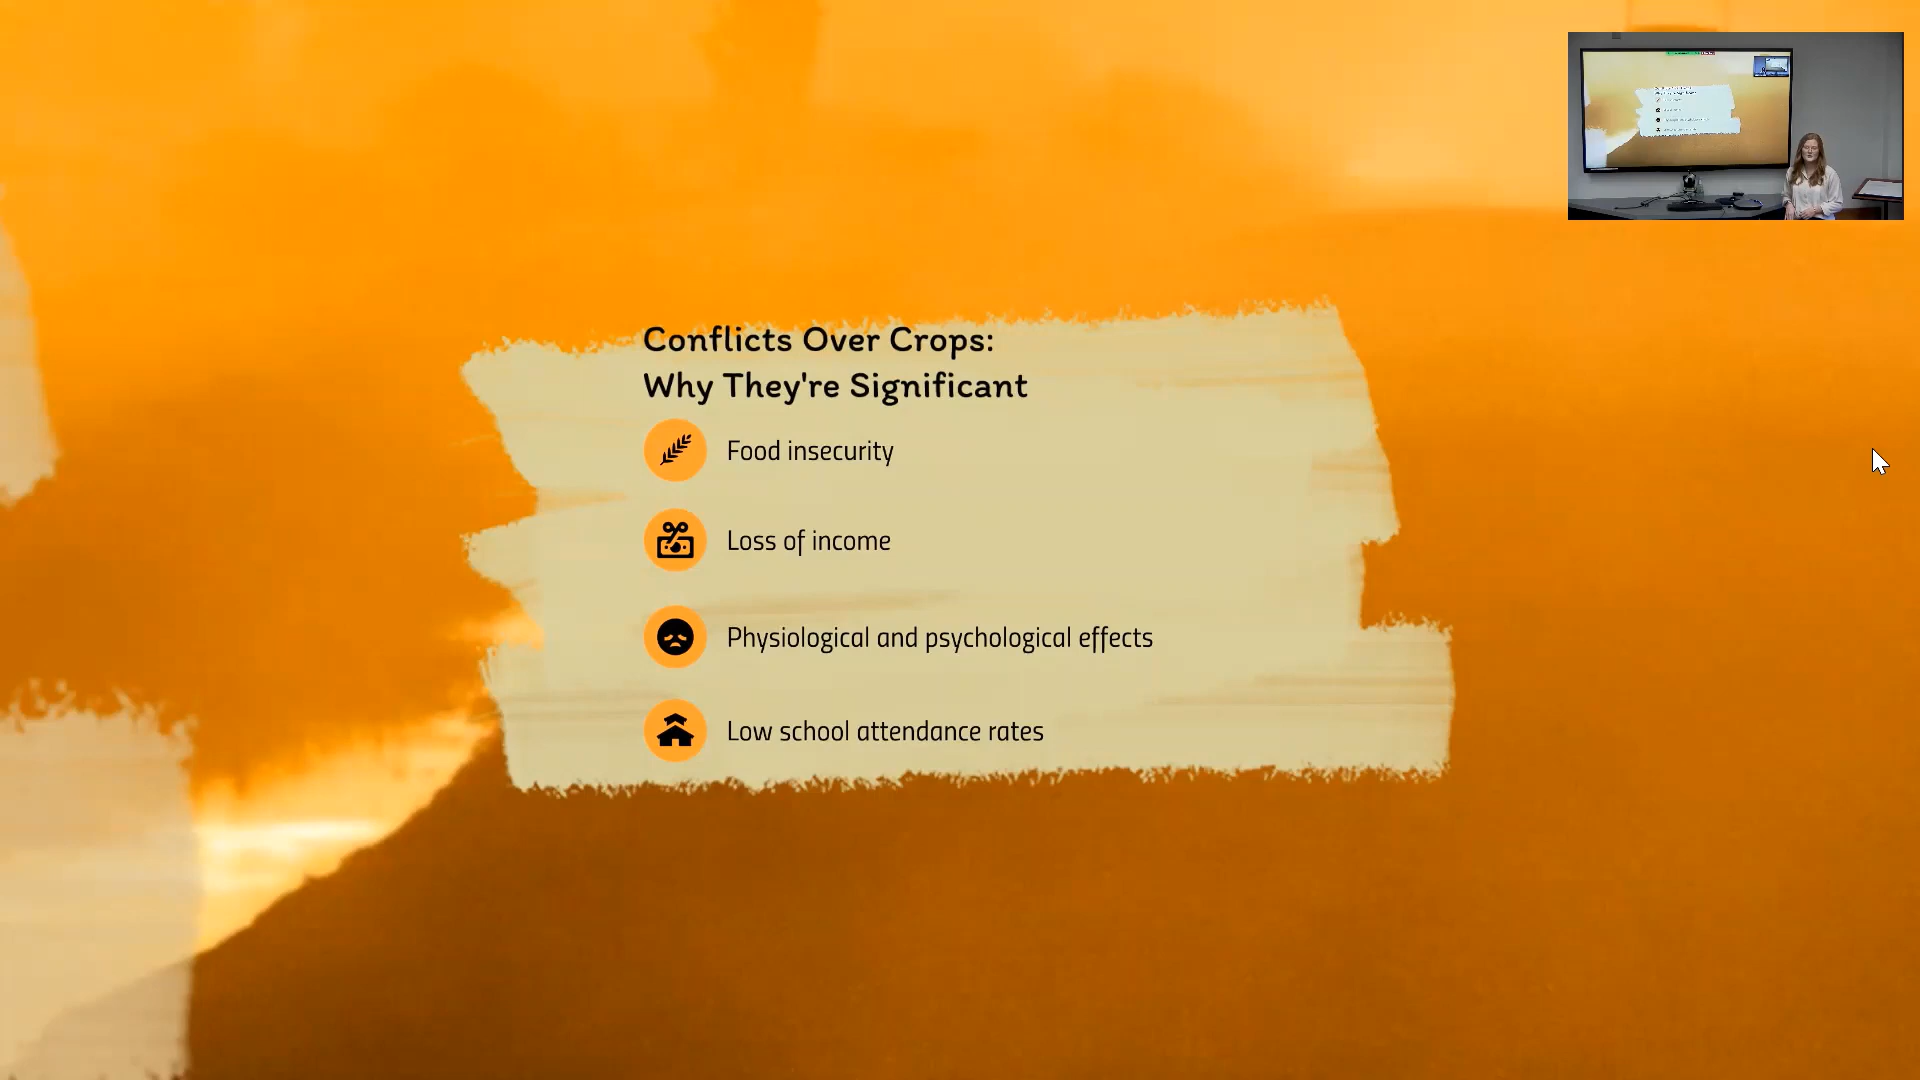 Conflicts Over Crops:
Why They're Significant
Food insecurity
Loss of income
Physiological and psychological effects
Low school attendance rates